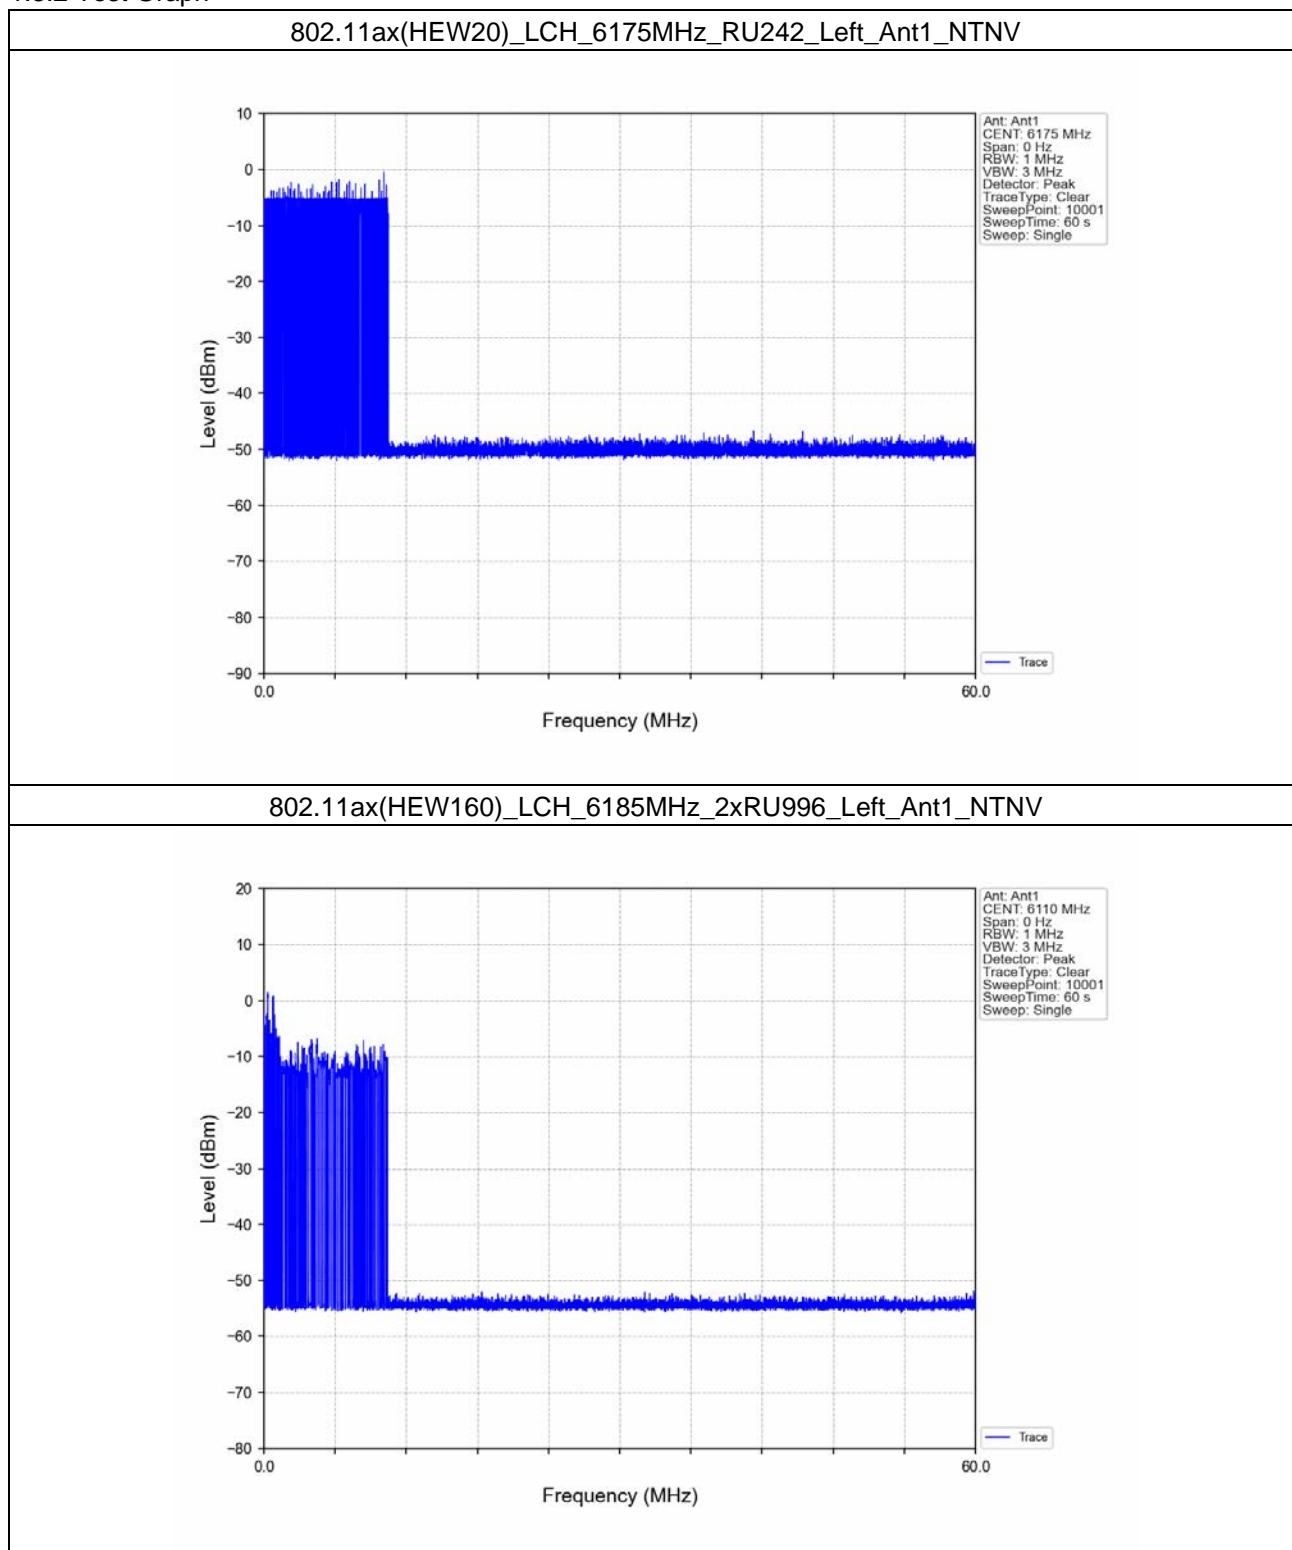 802.11ax(HEW20)_LCH_6175MHz_RU242_Left_Ant1_NTNV
10
0
−10
−20
−30
−40
−50
−60
−70
−80
−90
Level (dBm)
0.0
60.0
Frequency (MHz)
Ant: Ant1
CENT: 6175 MHz
Span: 0 Hz
RBW: 1 MHz
VBW: 3 MHz
Detector: Peak
TraceType: Clear
SweepPoint: 10001
SweepTime: 60 s
Sweep: Single
Trace
802.11ax(HEW160)_LCH_6185MHz_2xRU996_Left_Ant1_NTNV
20
10
0
−10
−20
−30
−40
−50
−60
−70
−80
Level (dBm)
0.0
60.0
Frequency (MHz)
Ant: Ant1
CENT: 6110 MHz
Span: 0 Hz
RBW: 1 MHz
VBW: 3 MHz
Detector: Peak
TraceType: Clear
SweepPoint: 10001
SweepTime: 60 s
Sweep: Single
Trace